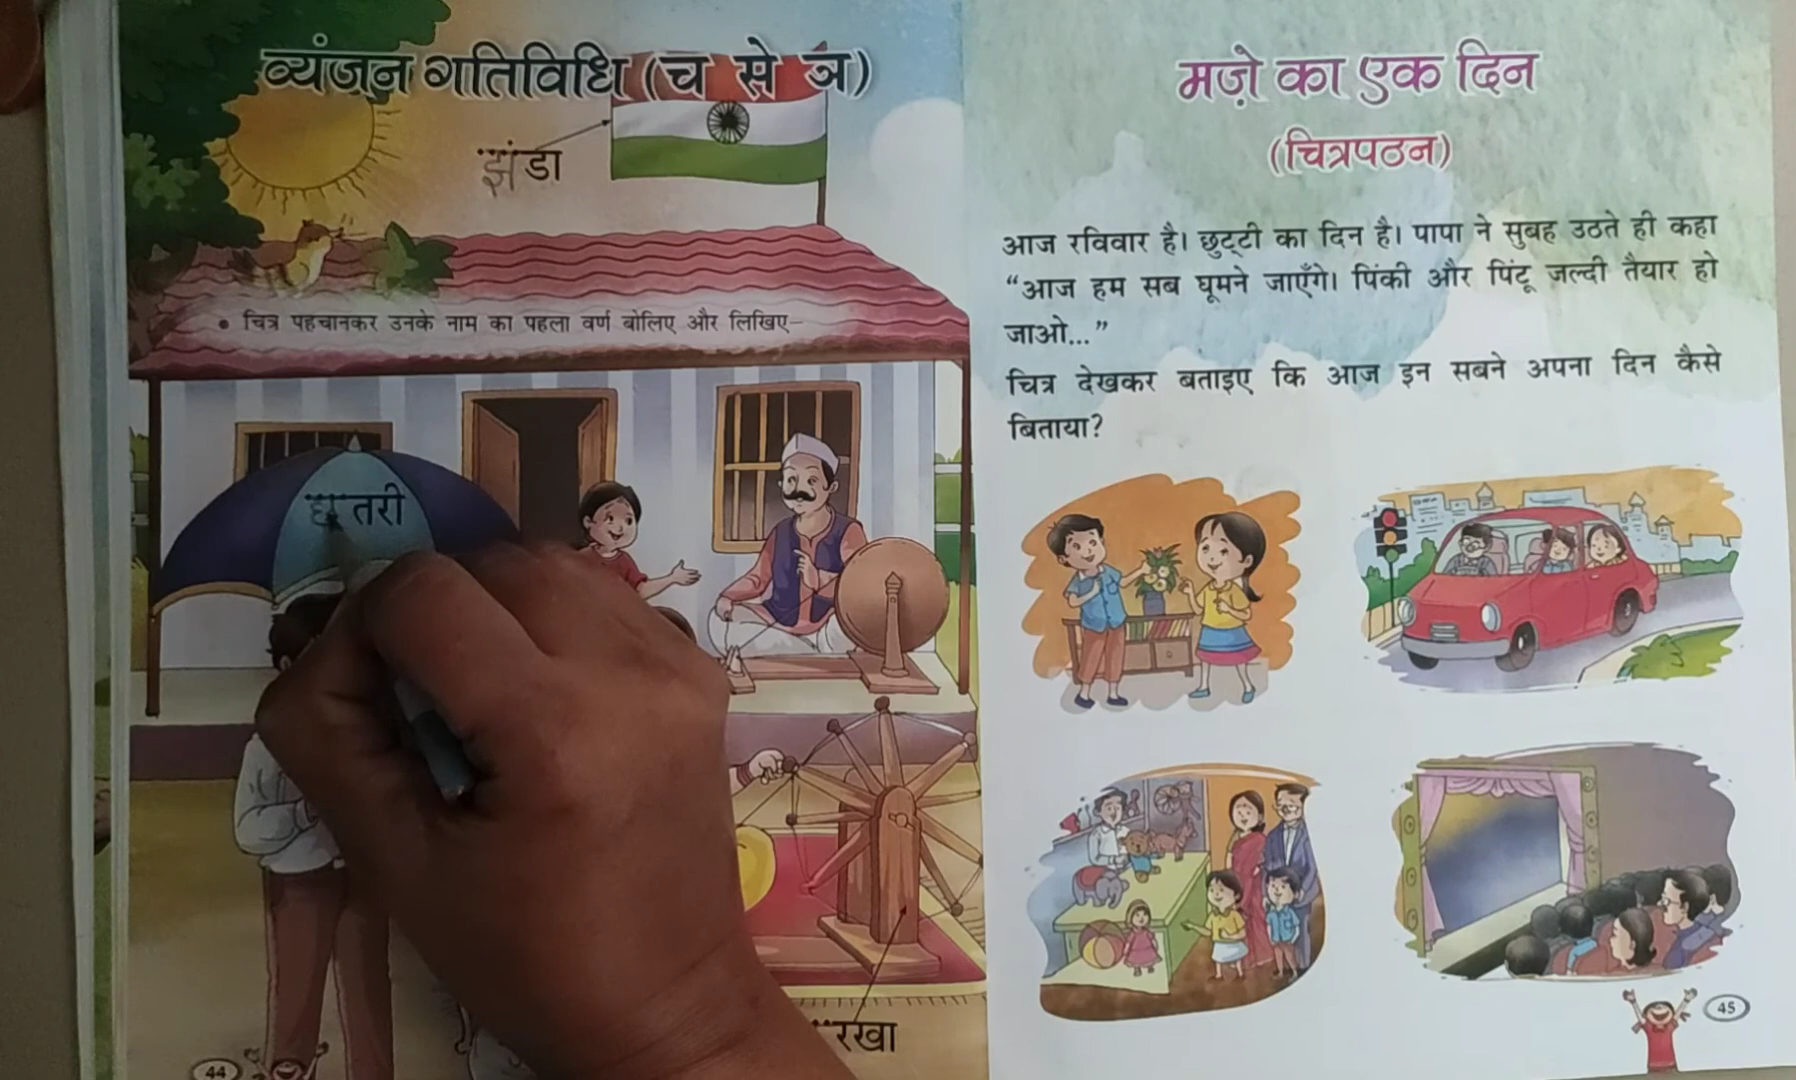 व्यंजन गतिविधि (च से ञ)
झंडा
• चित्र पहचानकर उनके नाम का पहला वर्ण बोलिए और लिखिए–
छतरी
रखा
44
मज़े का एक दिन
(चित्रपठन)
आज रविवार है। छुट्टी का दिन है। पापा ने सुबह उठते ही कहा
“आज हम सब घूमने जाएँगे। पिंकी और पिंटू जल्दी तैयार हो
जाओ...”
चित्र देखकर बताइए कि आज इन सबने अपना दिन कैसे
बिताया?
45